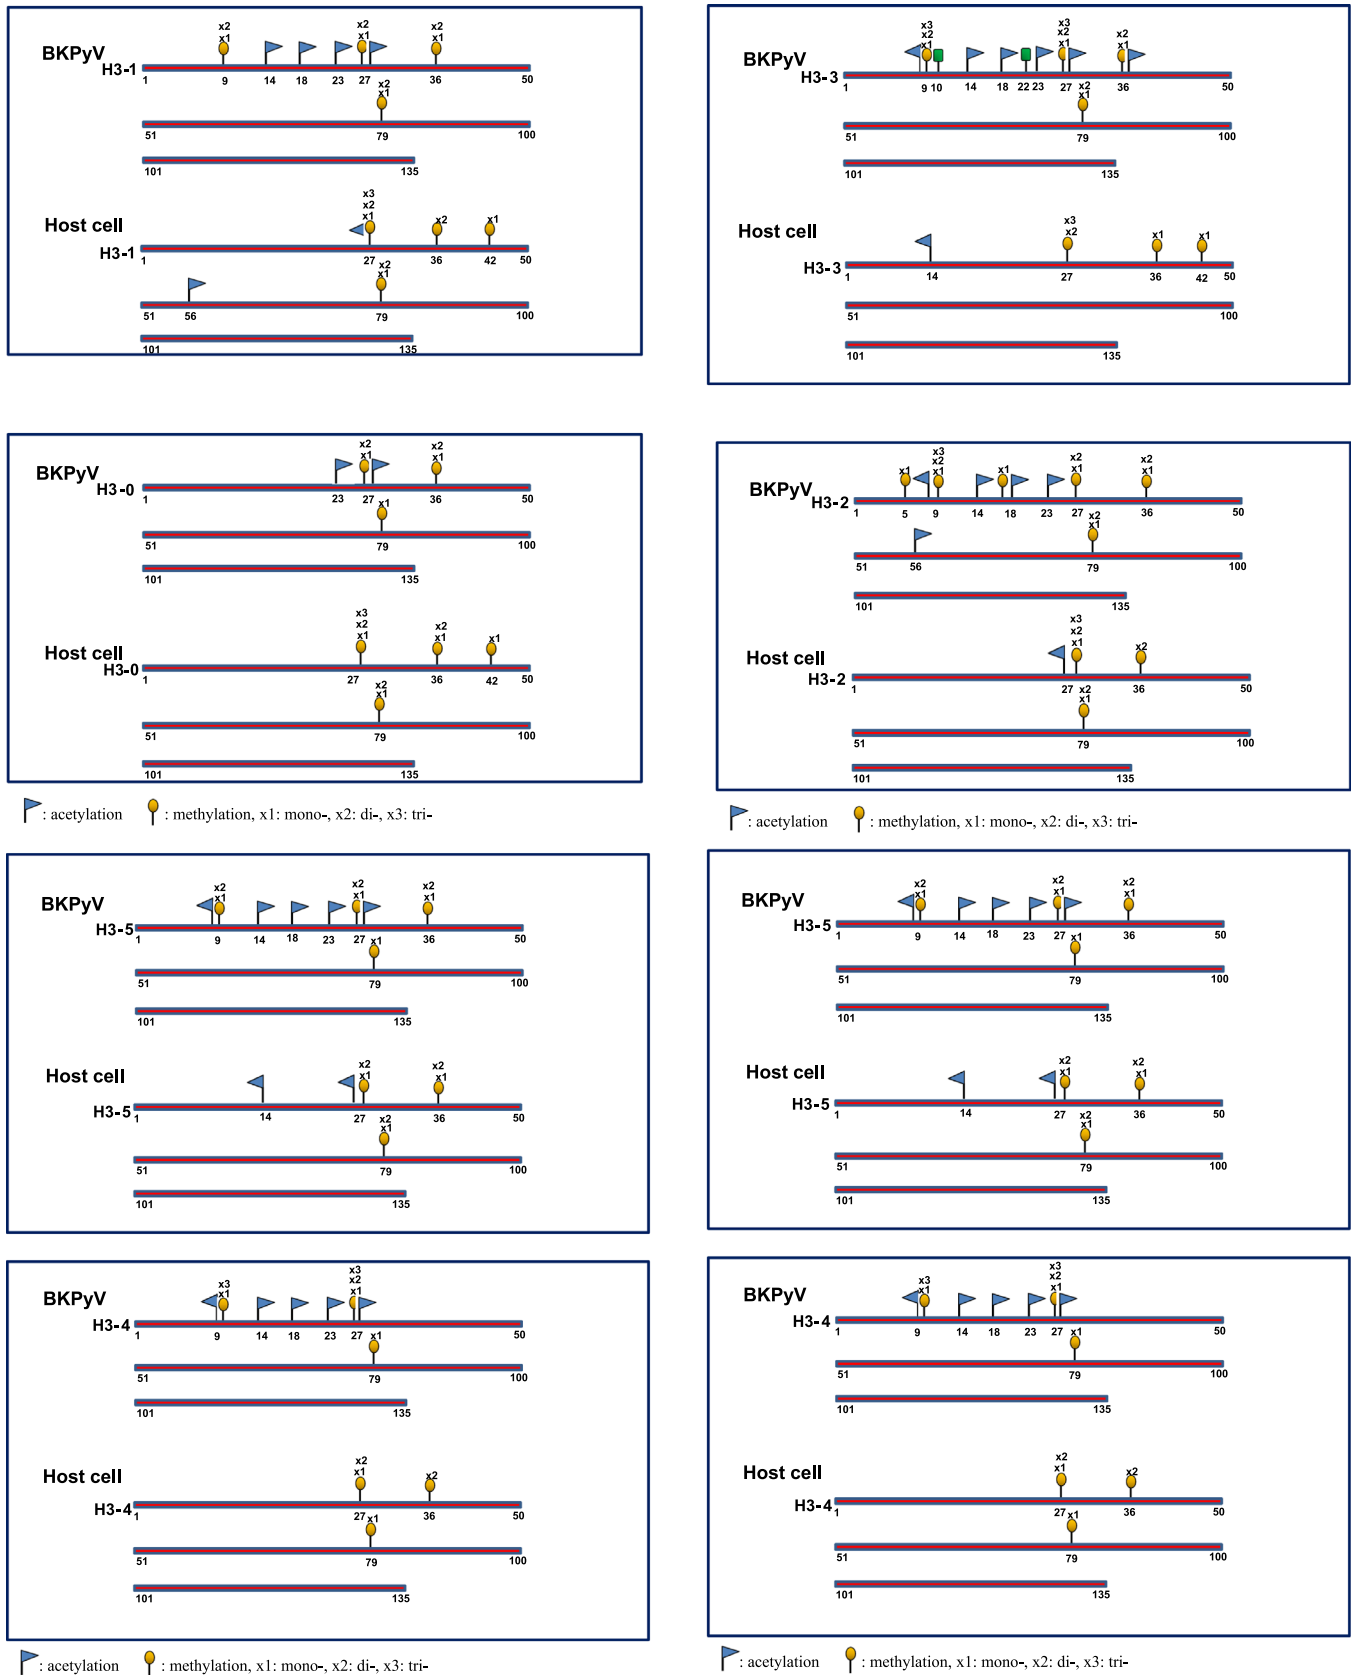 x2
x1
x2
x1
x2
x1
BKPyV
H3-1
1 9 14 18 23 27 36 50
x2
x1
51 79 100
101 135
x3
x2
x1
x2
x1
Host cell
H3-1
1 27 36 42 50
x2
x1
51 56 79 100
101 135
x3
x2
x1
x3
x2
x1
x2
x1
BKPyV
H3-3
1 9 10 14 18 22 23 27 36 50
x2
x1
51 79 100
101 135
x3
x2
x1
x1
Host cell
H3-3
1 14 27 36 42 50
51 100
101 135
x2
x1
x2
x1
BKPyV
H3-0
1 23 27 36 50
x1
51 79 100
101 135
x3
x2
x1
x2
x1
x1
Host cell
H3-0
1 27 36 42 50
x2
x1
51 79 100
101 135
: acetylation : methylation, x1: mono-, x2: di-, x3: tri-
x1
x3
x2
x1
x1
x2
x1
x2
x1
BKPyV
H3-2
1 5 9 14 18 23 27 36 50
x2
x1
51 56 79 100
101 135
x3
x2
x1
x2
Host cell
H3-2
1 27 36 50
x2
x1
51 79 100
101 135
: acetylation : methylation, x1: mono-, x2: di-, x3: tri-
x2
x1
x2
x1
x2
x1
BKPyV
H3-5
1 9 14 18 23 27 36 50
x1
51 79 100
101 135
x2
x1
x2
x1
Host cell
H3-5
1 14 27 36 50
x2
x1
51 79 100
101 135
x2
x1
x2
x1
x2
x1
BKPyV
H3-5
1 9 14 18 23 27 36 50
x1
51 79 100
101 135
x2
x1
x2
x1
Host cell
H3-5
1 14 27 36 50
x2
x1
51 79 100
101 135
x3
x1
x3
x2
x1
BKPyV
H3-4
1 9 14 18 23 27 50
x1
51 79 100
101 135
x2
x1
x2
Host cell
H3-4
1 27 36 50
x1
51 79 100
101 135
: acetylation : methylation, x1: mono-, x2: di-, x3: tri-
x3
x1
x3
x2
x1
BKPyV
H3-4
1 9 14 18 23 27 50
x1
51 79 100
101 135
x2
x1
x2
Host cell
H3-4
1 27 36 50
x1
51 79 100
101 135
: acetylation : methylation, x1: mono-, x2: di-, x3: tri-